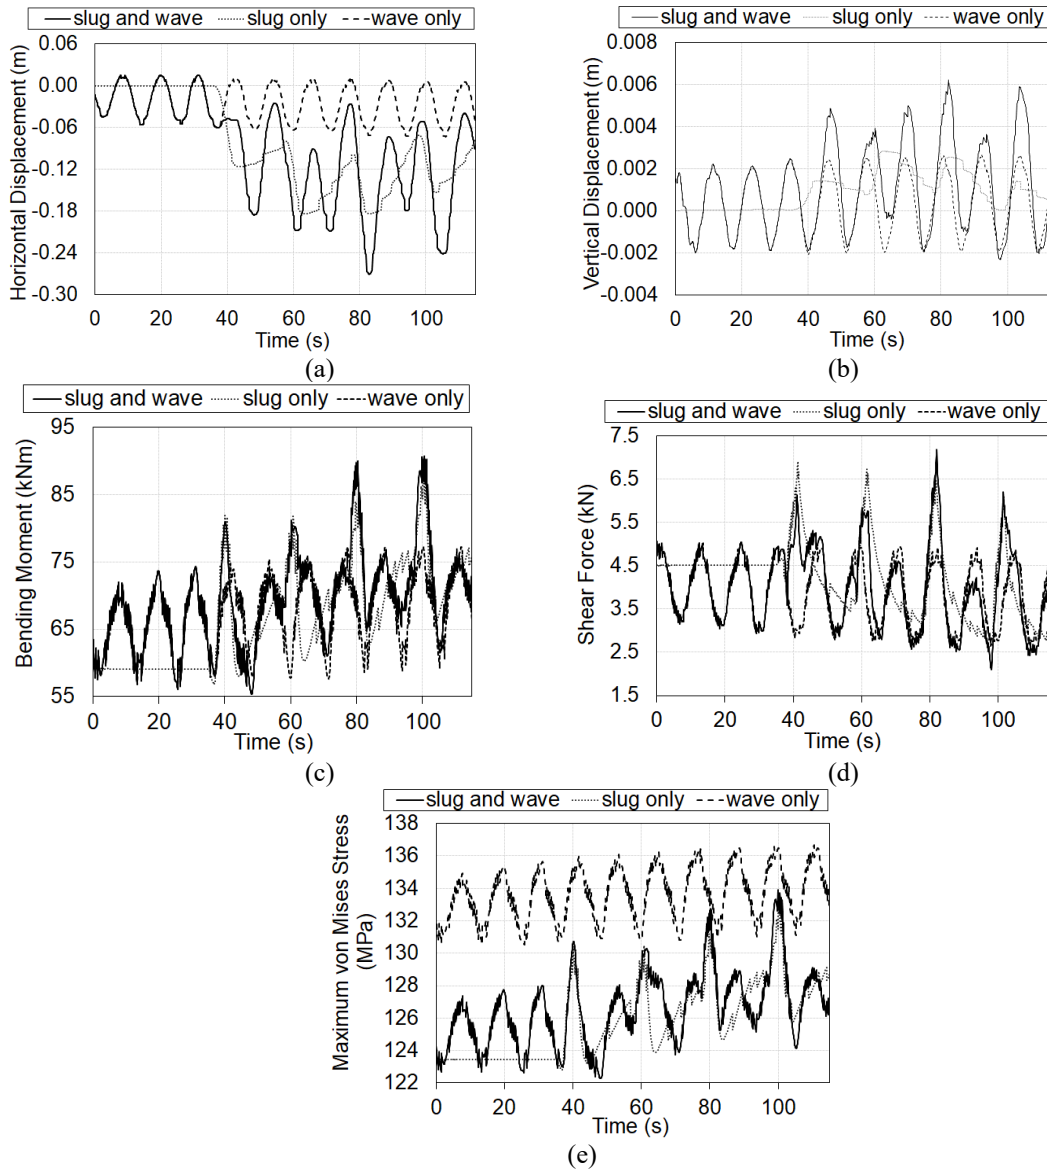 slug and wave slug only wave only
0.06
0.00
-0.06
-0.12
-0.18
-0.24
-0.30
Horizontal Displacement (m)
0 20 40 60 80 100
Time (s)
(a)
slug and wave slug only wave only
0.008
0.006
0.004
0.002
0.000
-0.002
-0.004
Vertical Displacement (m)
0 20 40 60 80 100
Time (s)
(b)
slug and wave slug only wave only
95
85
75
65
55
Bending Moment (kNm)
0 20 40 60 80 100
Time (s)
(c)
slug and wave slug only wave only
7.5
6.5
5.5
4.5
3.5
2.5
1.5
Shear Force (kN)
0 20 40 60 80 100
Time (s)
(d)
slug and wave slug only wave only
138
136
134
132
130
128
126
124
122
Maximum von Mises Stress
(MPa)
0 20 40 60 80 100
Time (s)
(e)